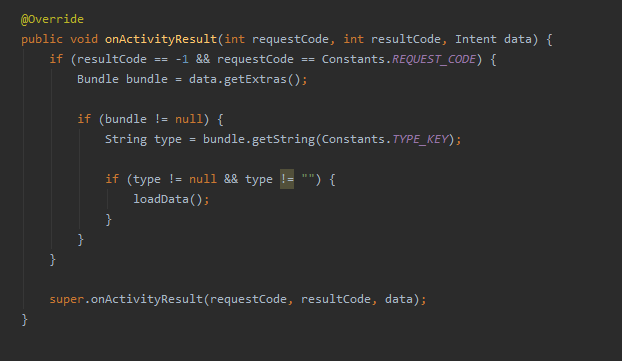 @Override
public void onActivityResult(int requestCode, int resultCode, Intent data) {
    if (resultCode == -1 && requestCode == Constants.REQUEST_CODE) {
        Bundle bundle = data.getExtras();

        if (bundle != null) {
            String type = bundle.getString(Constants.TYPE_KEY);

            if (type != null && type != "") {
                loadData();
            }
        }
    }

    super.onActivityResult(requestCode, resultCode, data);
}